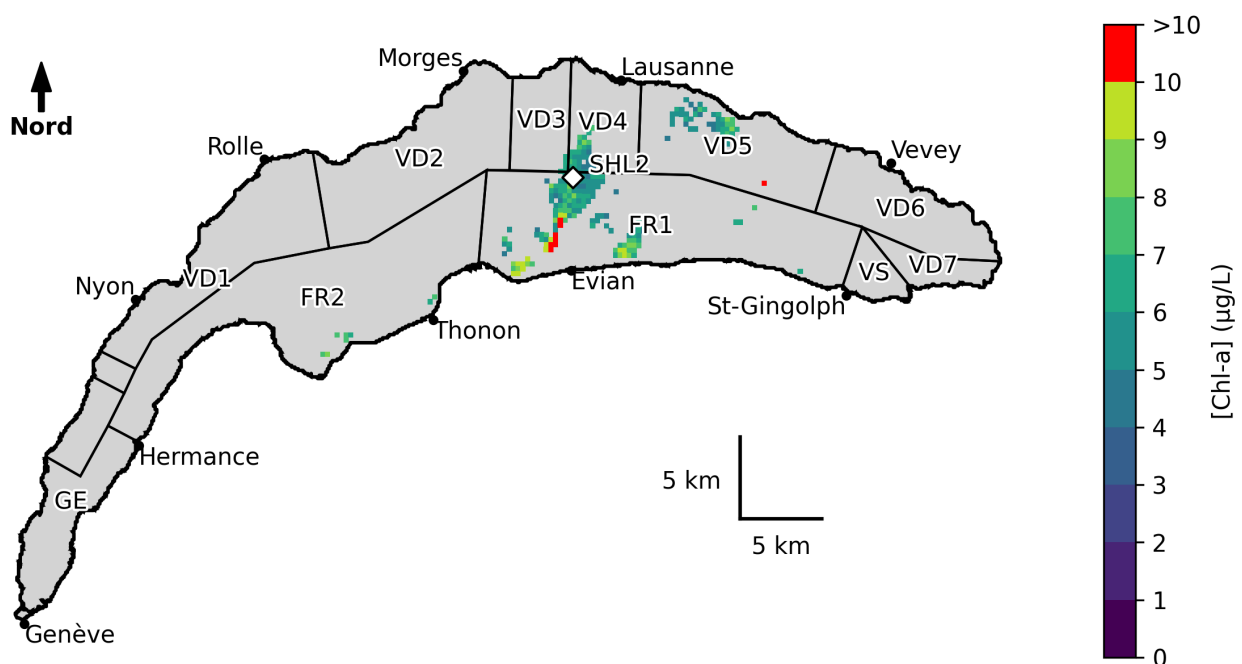 Nord
Morges
Lausanne
Rolle
VD3
VD4
VD5
VD2
SHL2
Vevey
VD6
FR1
Nyon
VD1
FR2
Evian
VS
VD7
St-Gingolph
Thonon
Hermance
GE
Genève
5 km
5 km
>10
10
9
8
7
6
5
4
3
2
1
0
[Chl-a] (µg/L)